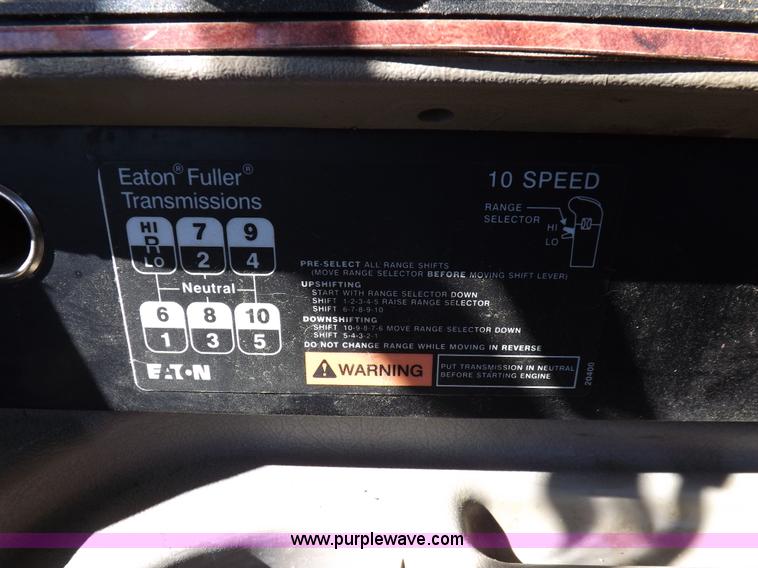 Eaton® Fuller®
Transmissions
10 SPEED
RANGE
SELECTOR
HI
LO
HI 7 9
R
LO 2 4
Neutral
6 8 10
1 3 5
EATON
PRE-SELECT ALL RANGE SHIFTS
(MOVE RANGE SELECTOR BEFORE MOVING SHIFT LEVER)
UPSHIFTING
START WITH RANGE SELECTOR DOWN
SHIFT 1-2-3-4-5 RAISE RANGE SELECTOR
SHIFT 6-7-8-9-10
DOWNSHIFTING
SHIFT 10-9-8-7-6 MOVE RANGE SELECTOR DOWN
SHIFT 5-4-3-2-1
DO NOT CHANGE RANGE WHILE MOVING IN REVERSE
WARNING
PUT TRANSMISSION IN NEUTRAL
BEFORE STARTING ENGINE
20400
www.purplewave.com